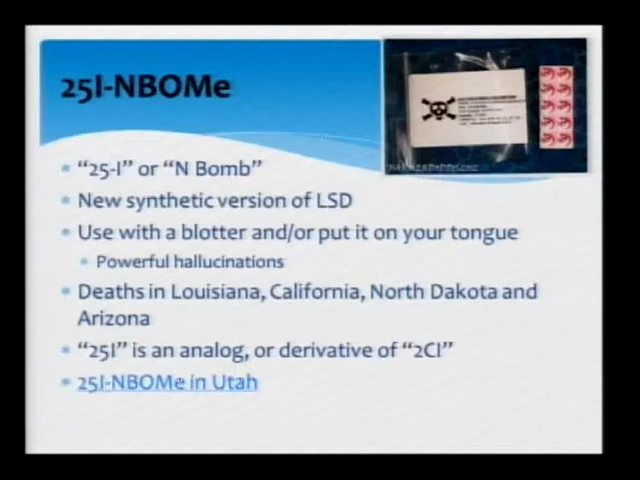 25I-NBOMe
"25-I" or "N Bomb"
New synthetic version of LSD
Use with a blotter and/or put it on your tongue
Powerful hallucinations
Deaths in Louisiana, California, North Dakota and
Arizona
"25I" is an analog, or derivative of "2CI"
25I-NBOMe in Utah